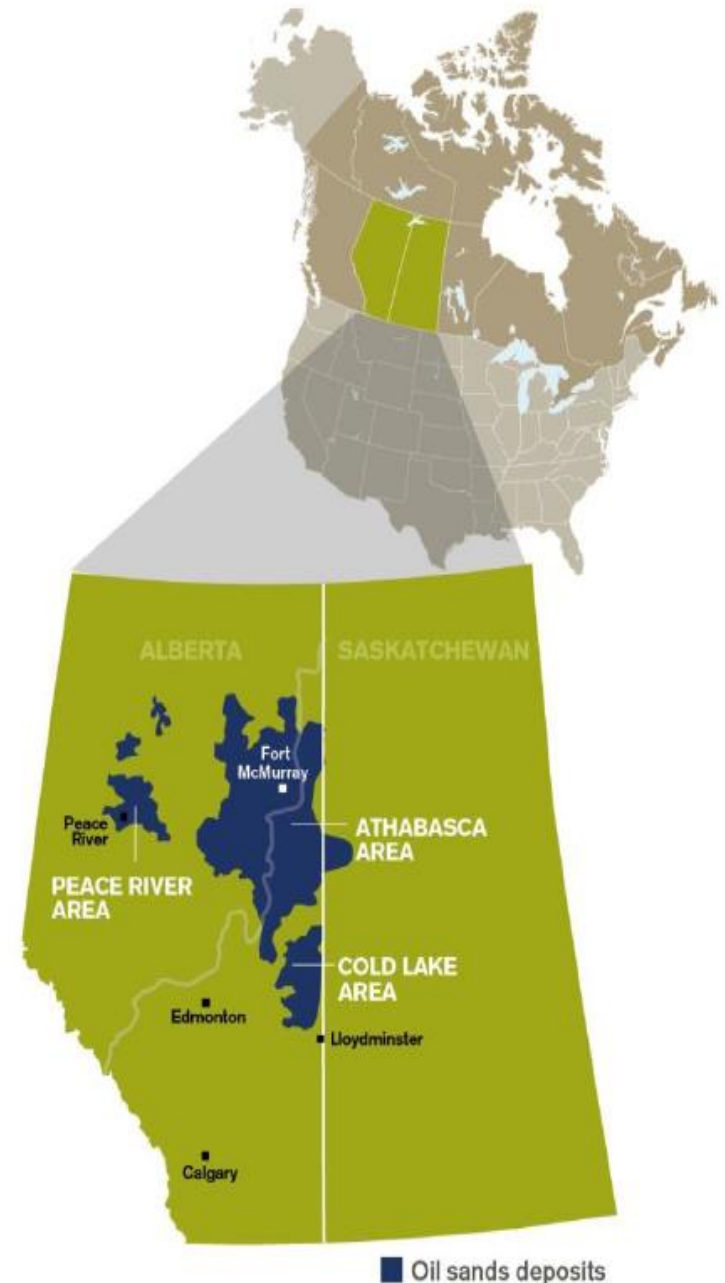 ALBERTA
SASKATCHEWAN
Fort
McMurray
Peace
River
ATHABASCA
AREA
PEACE RIVER
AREA
COLD LAKE
AREA
Edmonton
Lloydminster
Calgary
Oil sands deposits